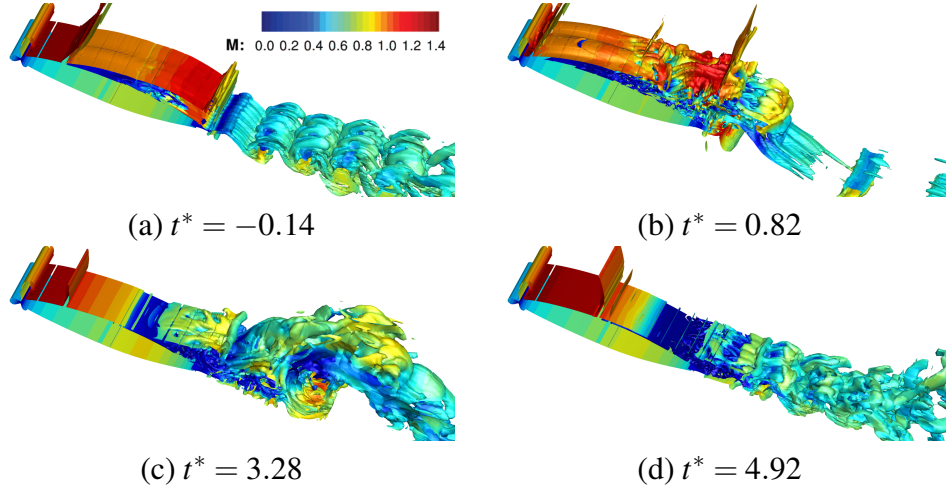 M: 0.0 0.2 0.4 0.6 0.8 1.0 1.2 1.4
(a) t* = −0.14
(b) t* = 0.82
(c) t* = 3.28
(d) t* = 4.92